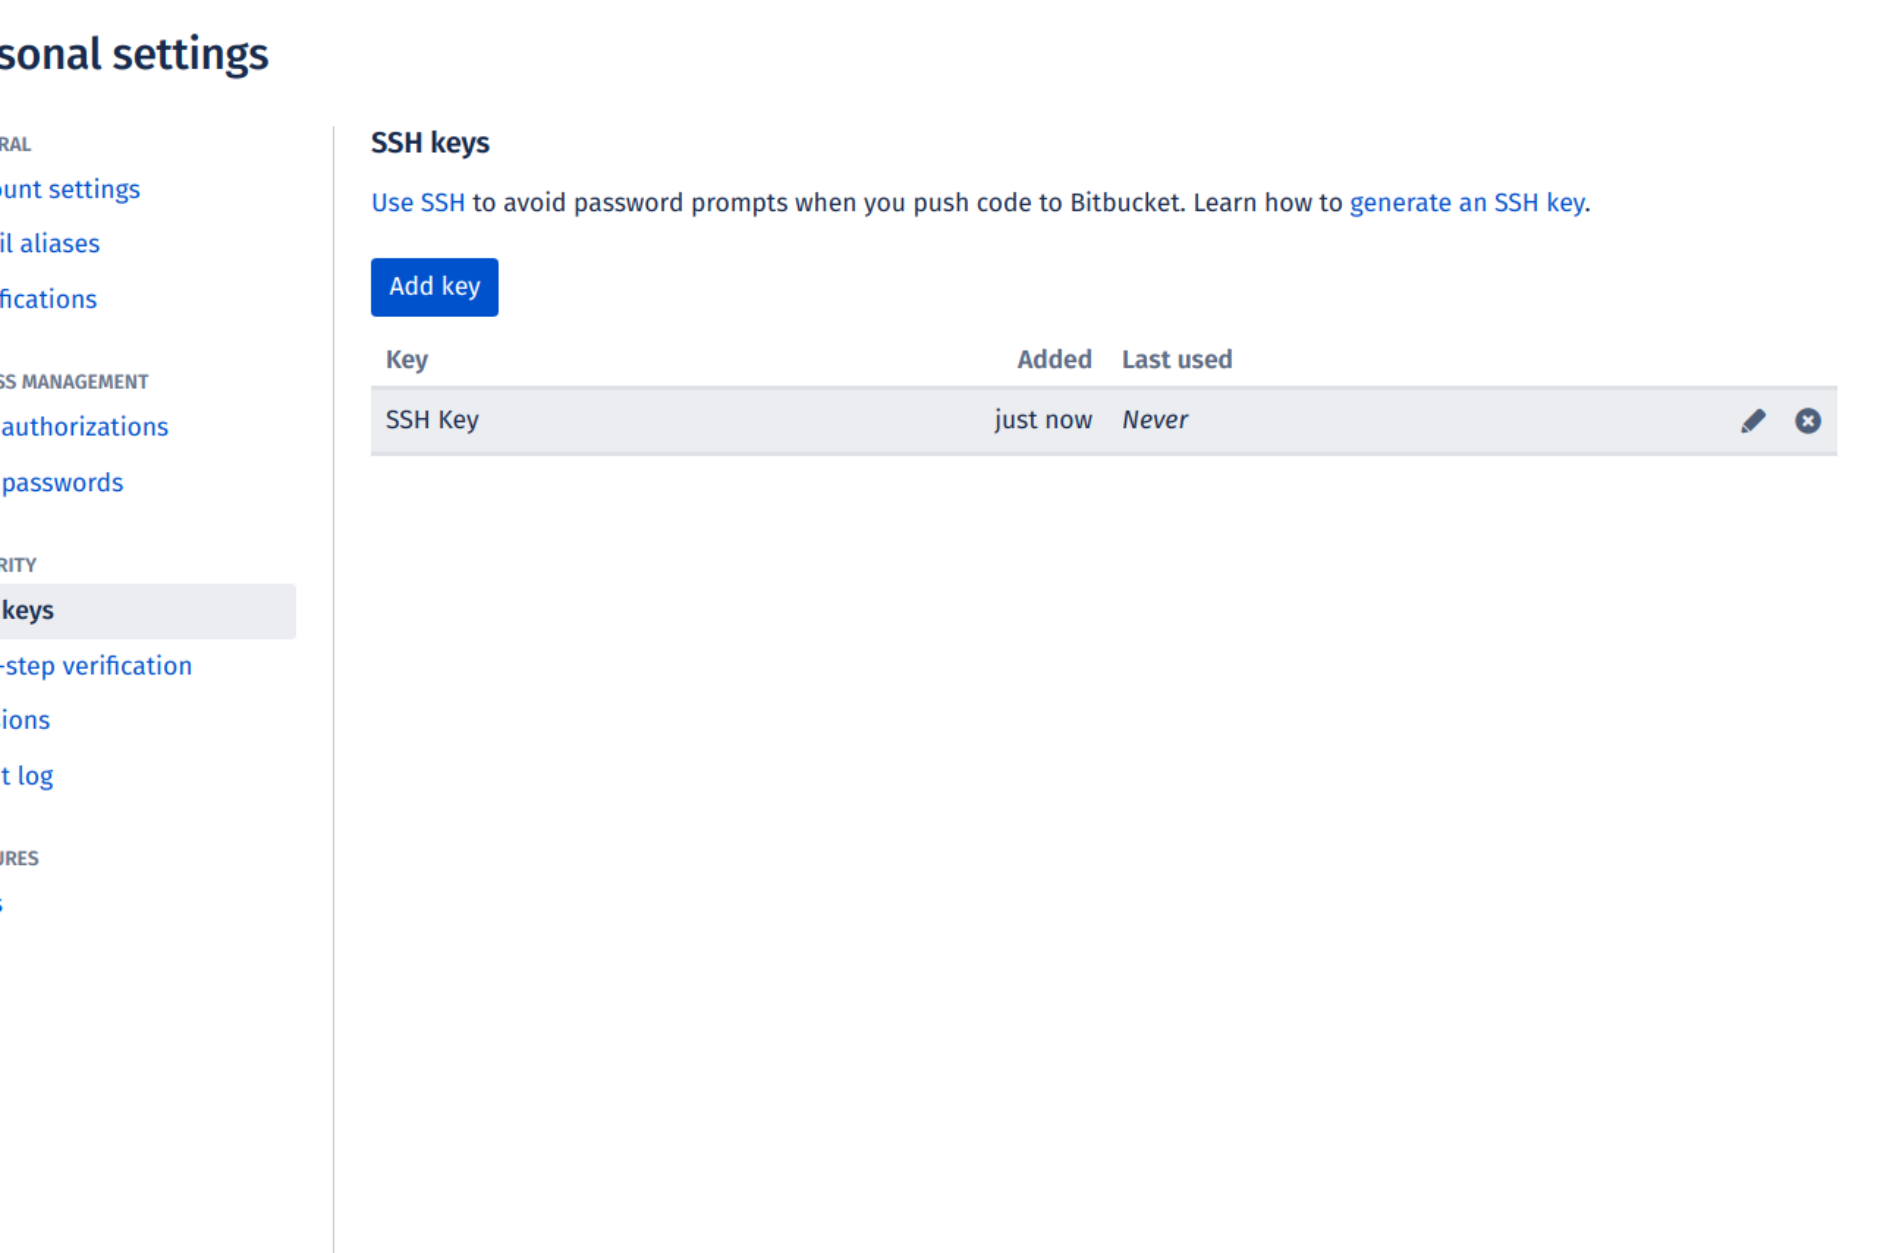 sonal settings
RAL
ount settings
il aliases
fications
SS MANAGEMENT
authorizations
passwords
RITY
keys
-step verification
ions
t log
URES
s
SSH keys
Use SSH to avoid password prompts when you push code to Bitbucket. Learn how to generate an SSH key.
Add key
Key Added Last used
SSH Key just now Never